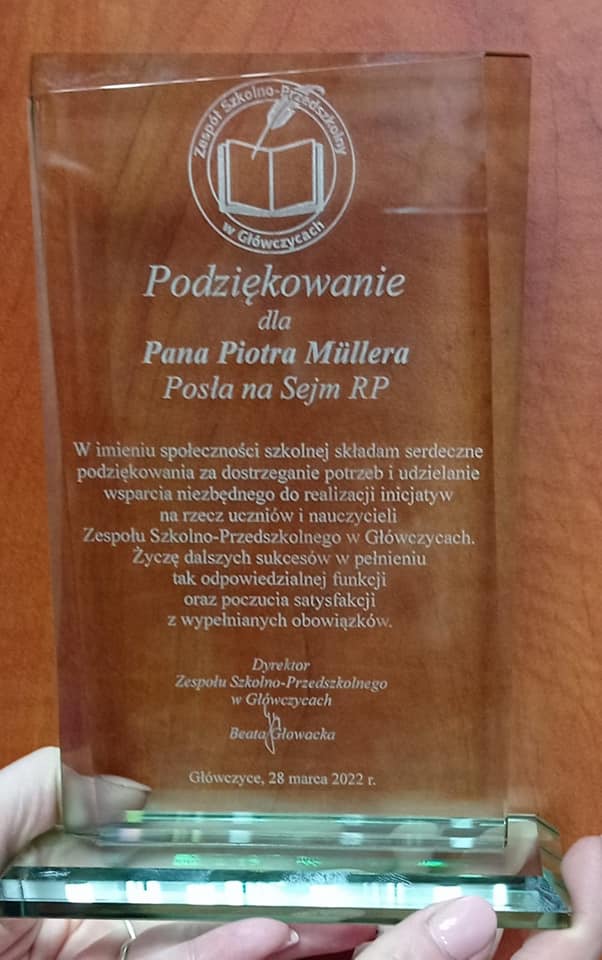 Zespół Szkolno-Przedszkolny
w Główczycach
Podziękowanie
dla
Pana Piotra Müllera
Posła na Sejm RP
W imieniu społeczności szkolnej składam serdeczne
podziękowania za dostrzeganie potrzeb i udzielanie
wsparcia niezbędnego do realizacji inicjatyw
na rzecz uczniów i nauczycieli
Zespołu Szkolno-Przedszkolnego w Główczycach.
Życzę dalszych sukcesów w pełnieniu
tak odpowiedzialnej funkcji
oraz poczucia satysfakcji
z wypełnianych obowiązków.
Dyrektor
Zespołu Szkolno-Przedszkolnego
w Główczycach
Beata Głowacka
Główczyce, 28 marca 2022 r.